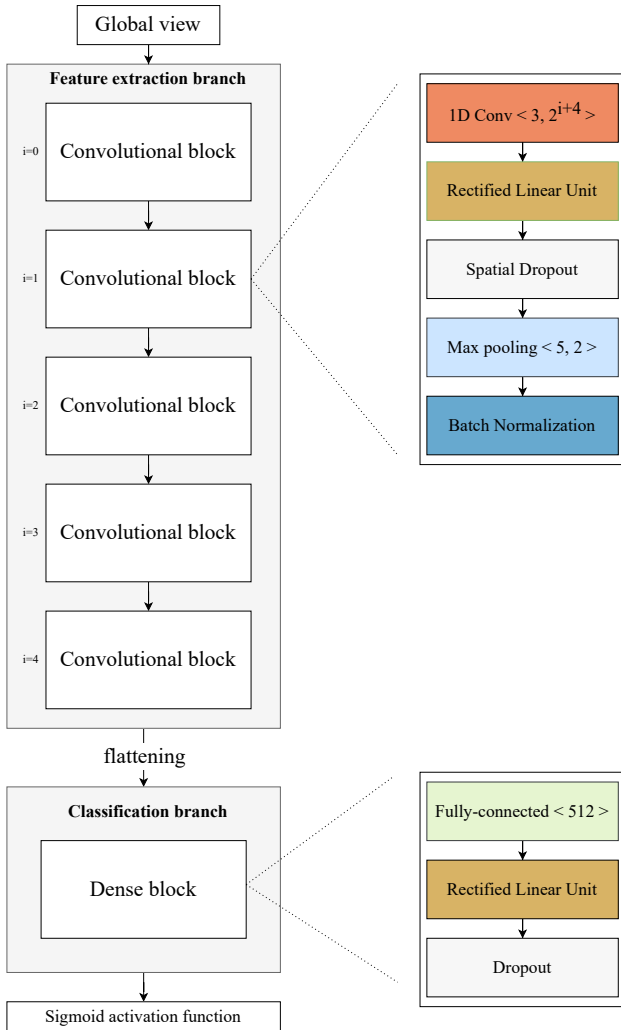 Global view
Feature extraction branch
i=0
Convolutional block
i=1
Convolutional block
i=2
Convolutional block
i=3
Convolutional block
i=4
Convolutional block
1D Conv < 3, 2^{i+4} >
Rectified Linear Unit
Spatial Dropout
Max pooling < 5, 2 >
Batch Normalization
flattening
Classification branch
Dense block
Fully-connected < 512 >
Rectified Linear Unit
Dropout
Sigmoid activation function